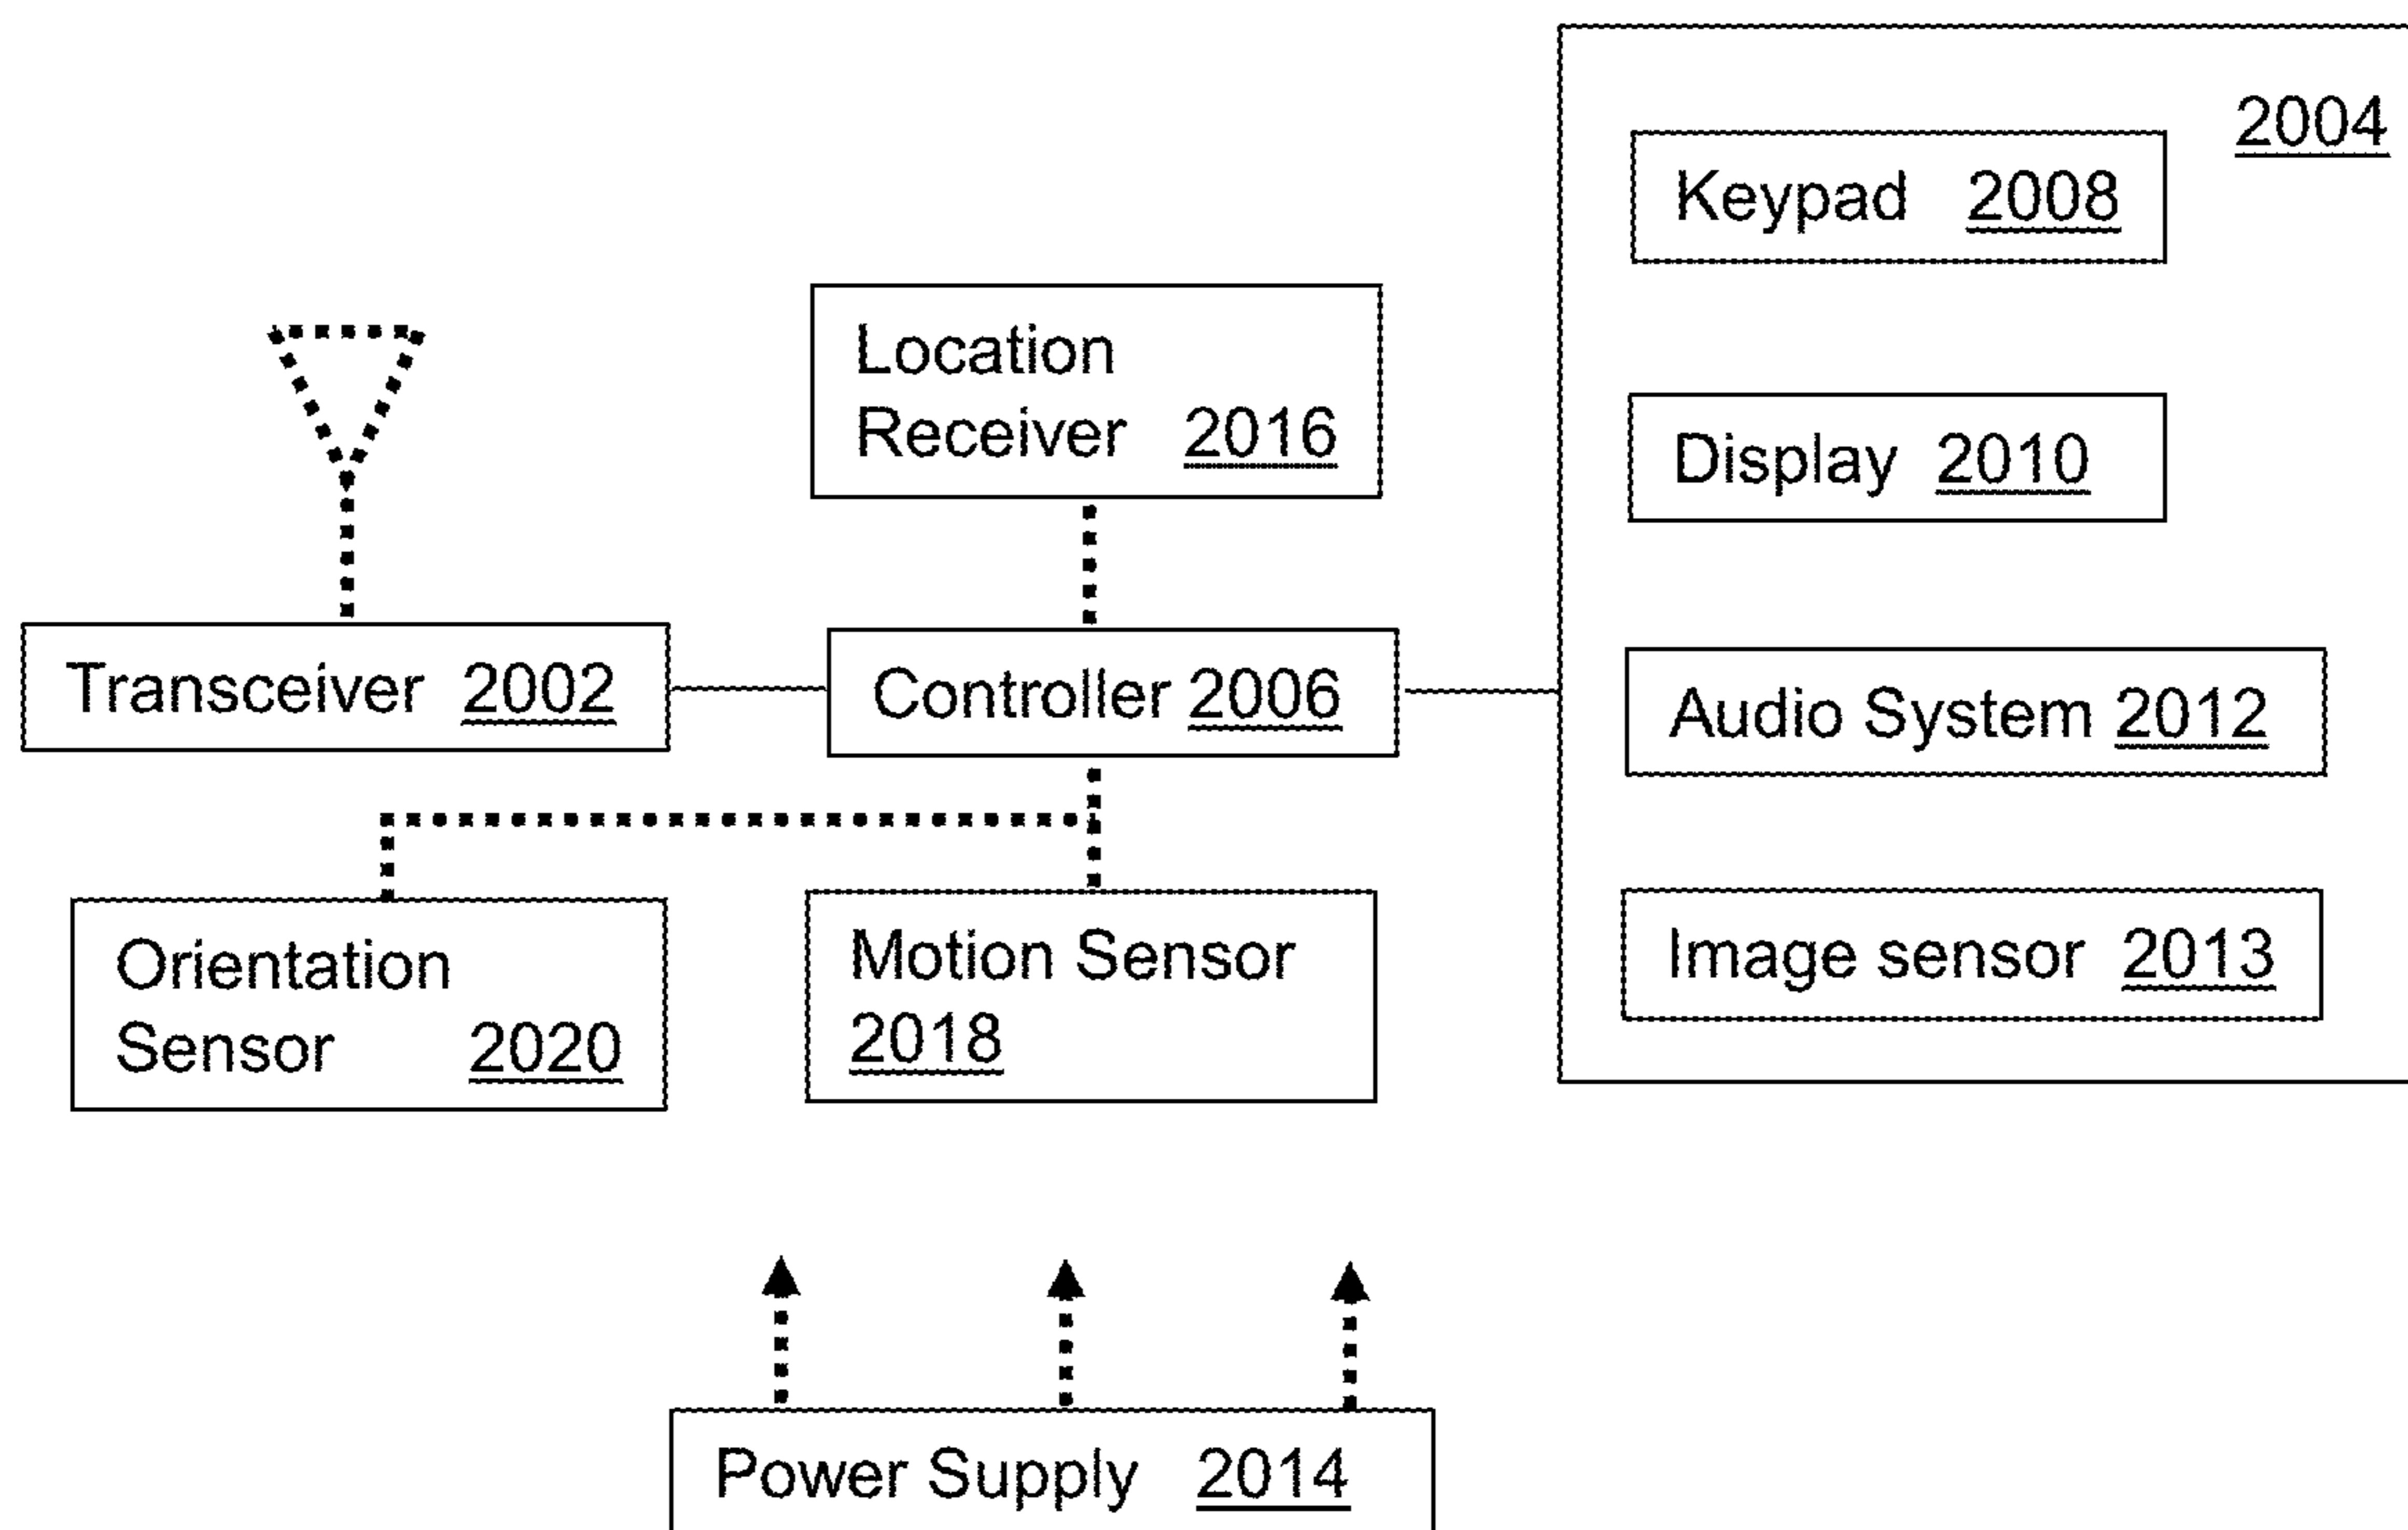 2004
Keypad 2008
Location
Receiver 2016
Display 2010
Transceiver 2002
Controller 2006
Audio System 2012
Orientation
Sensor 2020
Motion Sensor
2018
Image sensor 2013
Power Supply 2014